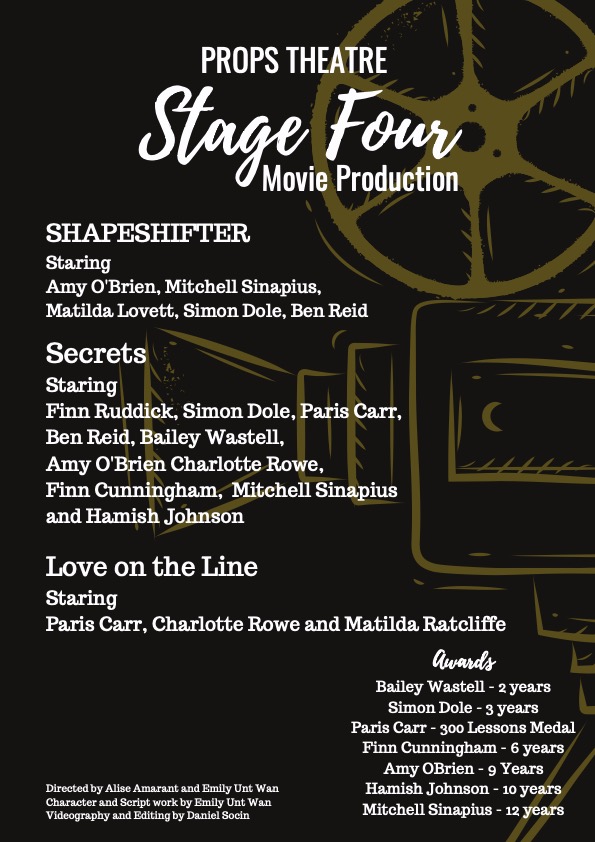 PROPS THEATRE
Stage Four
Movie Production
SHAPESHIFTER
Staring
Amy O'Brien, Mitchell Sinapius,
Matilda Lovett, Simon Dole, Ben Reid
Secrets
Staring
Finn Ruddick, Simon Dole, Paris Carr,
Ben Reid, Bailey Wastell,
Amy O'Brien Charlotte Rowe,
Finn Cunningham, Mitchell Sinapius
and Hamish Johnson
Love on the Line
Staring
Paris Carr, Charlotte Rowe and Matilda Ratcliffe
Awards
Bailey Wastell - 2 years
Simon Dole - 3 years
Paris Carr - 300 Lessons Medal
Finn Cunningham - 6 years
Amy OBrien - 9 Years
Hamish Johnson - 10 years
Mitchell Sinapius - 12 years
Directed by Alise Amarant and Emily Unt Wan
Character and Script work by Emily Unt Wan
Videography and Editing by Daniel Socin